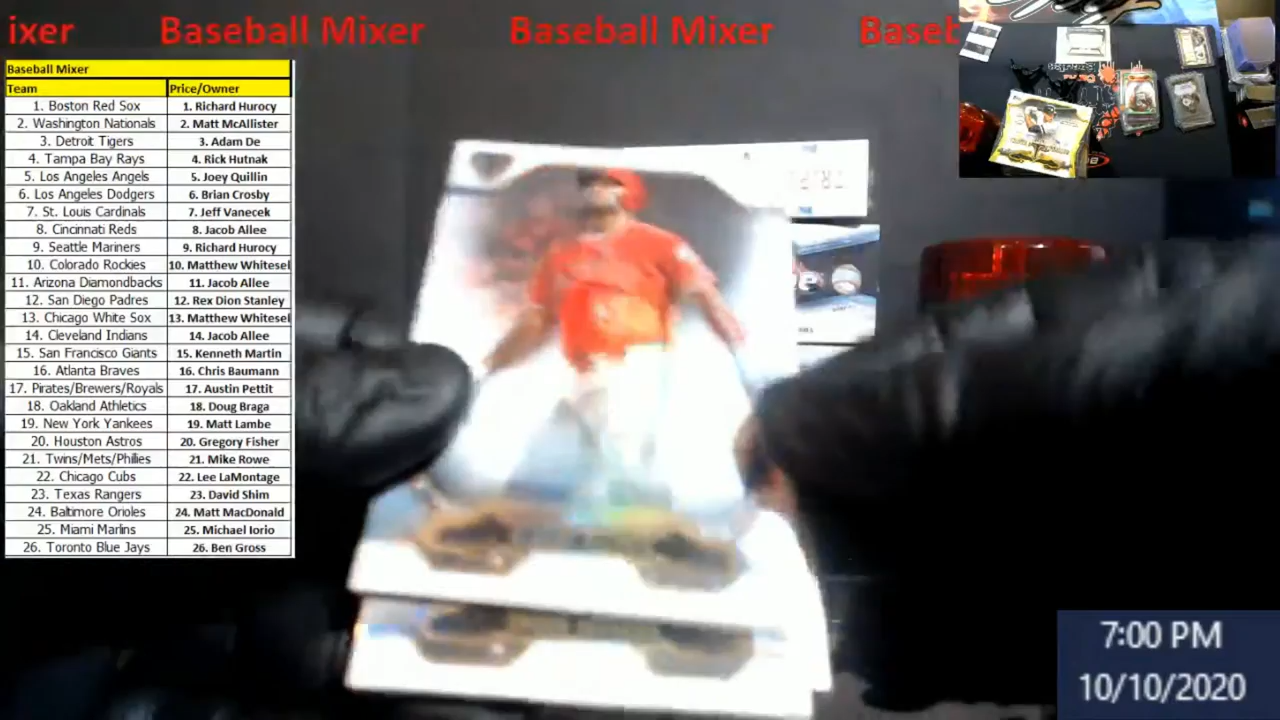 ixer Baseball Mixer Baseball Mixer Baseb
Baseball Mixer
Team Price/Owner
1. Boston Red Sox 1. Richard Hurocy
2. Washington Nationals 2. Matt McAllister
3. Detroit Tigers 3. Adam De
4. Tampa Bay Rays 4. Rick Hutnak
5. Los Angeles Angels 5. Joey Quillin
6. Los Angeles Dodgers 6. Brian Crosby
7. St. Louis Cardinals 7. Jeff Vanecek
8. Cincinnati Reds 8. Jacob Allee
9. Seattle Mariners 9. Richard Hurocy
10. Colorado Rockies 10. Matthew Whitesel
11. Arizona Diamondbacks 11. Jacob Allee
12. San Diego Padres 12. Rex Dion Stanley
13. Chicago White Sox 13. Matthew Whitesel
14. Cleveland Indians 14. Jacob Allee
15. San Francisco Giants 15. Kenneth Martin
16. Atlanta Braves 16. Chris Baumann
17. Pirates/Brewers/Royals 17. Austin Pettit
18. Oakland Athletics 18. Doug Braga
19. New York Yankees 19. Matt Lambe
20. Houston Astros 20. Gregory Fisher
21. Twins/Mets/Phillies 21. Mike Rowe
22. Chicago Cubs 22. Lee LaMontage
23. Texas Rangers 23. David Shim
24. Baltimore Orioles 24. Matt MacDonald
25. Miami Marlins 25. Michael Iorio
26. Toronto Blue Jays 26. Ben Gross
7:00 PM
10/10/2020